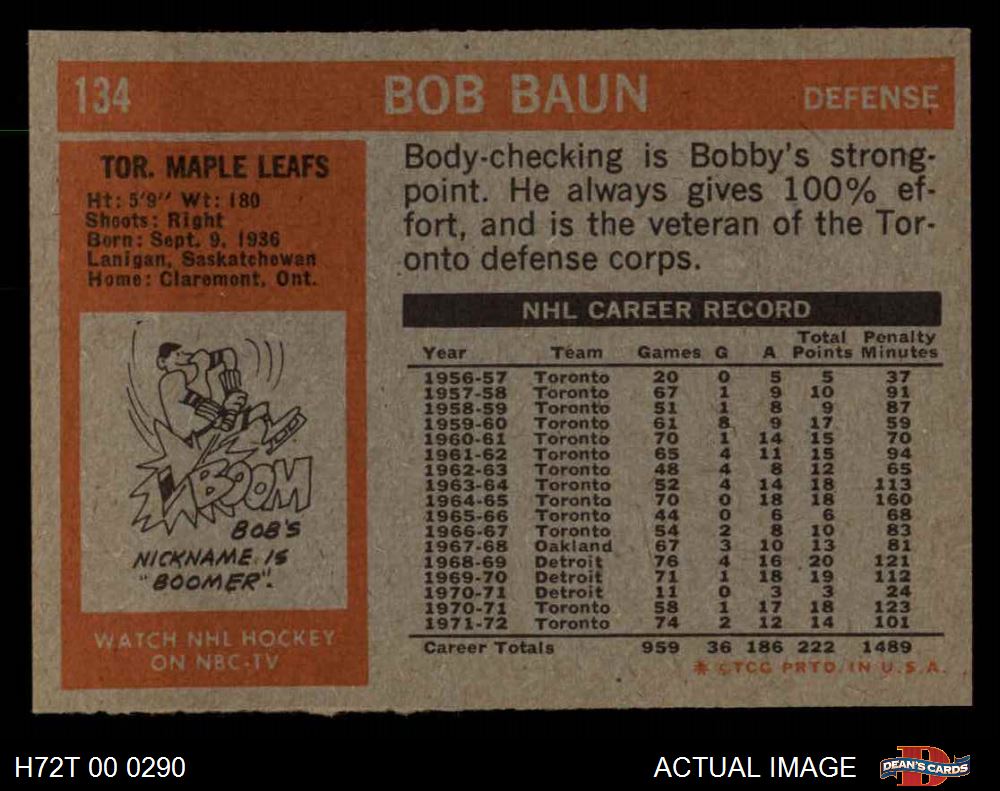 134 BOB BAUN DEFENSE
TOR. MAPLE LEAFS
Ht: 5'9" Wt: 180
Shoots: Right
Born: Sept. 9, 1936
Lanigan, Saskatchewan
Home: Claremont, Ont.
KABOOM
BOB'S
NICKNAME IS
"BOOMER".
WATCH NHL HOCKEY
ON NBC-TV
Body-checking is Bobby's strong-
point. He always gives 100% ef-
fort, and is the veteran of the Tor-
onto defense corps.
NHL CAREER RECORD
Year Team Games G A Total Points Penalty Minutes
1956-57 Toronto 20 0 5 5 37
1957-58 Toronto 67 1 9 10 91
1958-59 Toronto 51 1 8 9 87
1959-60 Toronto 61 8 9 17 59
1960-61 Toronto 70 1 14 15 70
1961-62 Toronto 65 4 11 15 94
1962-63 Toronto 48 4 8 12 65
1963-64 Toronto 52 4 14 18 113
1964-65 Toronto 70 0 18 18 160
1965-66 Toronto 44 0 6 6 68
1966-67 Toronto 54 2 8 10 83
1967-68 Oakland 67 3 10 13 81
1968-69 Detroit 76 4 16 20 121
1969-70 Detroit 71 1 18 19 112
1970-71 Detroit 11 0 3 3 24
1970-71 Toronto 58 1 17 18 123
1971-72 Toronto 74 2 12 14 101
Career Totals 959 36 186 222 1489
* ©TCG PRTD. IN U.S.A.
H72T 00 0290 ACTUAL IMAGE DEAN'S CARDS